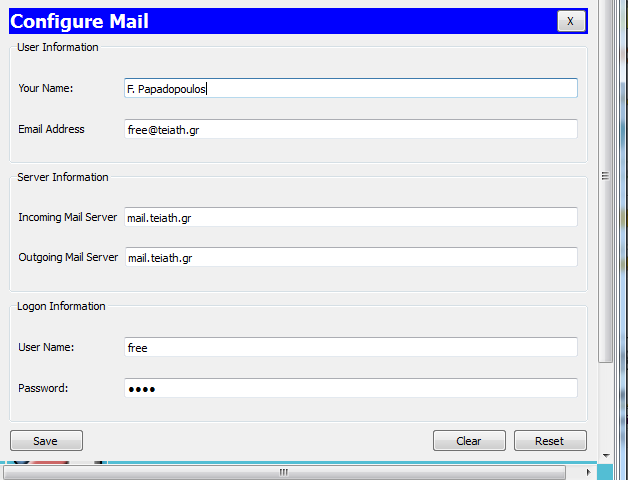 Configure Mail X
User Information
Your Name: F. Papadopoulos
Email Address free@teiath.gr
Server Information
Incoming Mail Server mail.teiath.gr
Outgoing Mail Server mail.teiath.gr
Logon Information
User Name: free
Password: ●●●●
Save Clear Reset